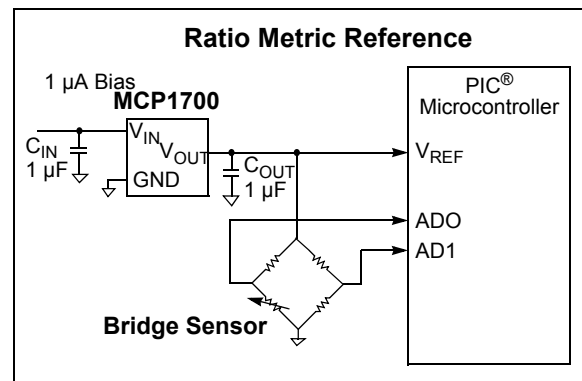 Ratio Metric Reference
1 µA Bias
MCP1700
PIC®
Microcontroller
VIN
VOUT
GND
CIN
1 µF
COUT
1 µF
VREF
ADO
AD1
Bridge Sensor